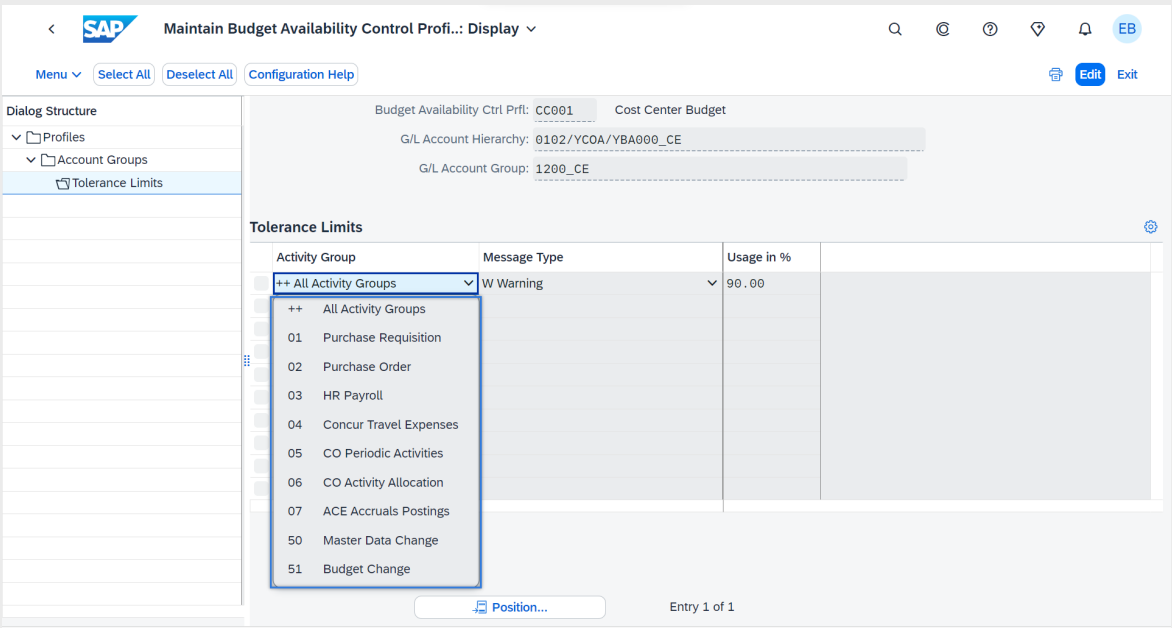 SAP Maintain Budget Availability Control Profi..: Display EB
Menu Select All Deselect All Configuration Help Edit Exit
Dialog Structure
Profiles
Account Groups
Tolerance Limits
Budget Availability Ctrl Prfl: CC001 Cost Center Budget
G/L Account Hierarchy: 0102/YCOA/YBA000_CE
G/L Account Group: 1200_CE
Tolerance Limits
Activity Group Message Type Usage in %
++ All Activity Groups W Warning 90.00
++ All Activity Groups
01 Purchase Requisition
02 Purchase Order
03 HR Payroll
04 Concur Travel Expenses
05 CO Periodic Activities
06 CO Activity Allocation
07 ACE Accruals Postings
50 Master Data Change
51 Budget Change
Position... Entry 1 of 1